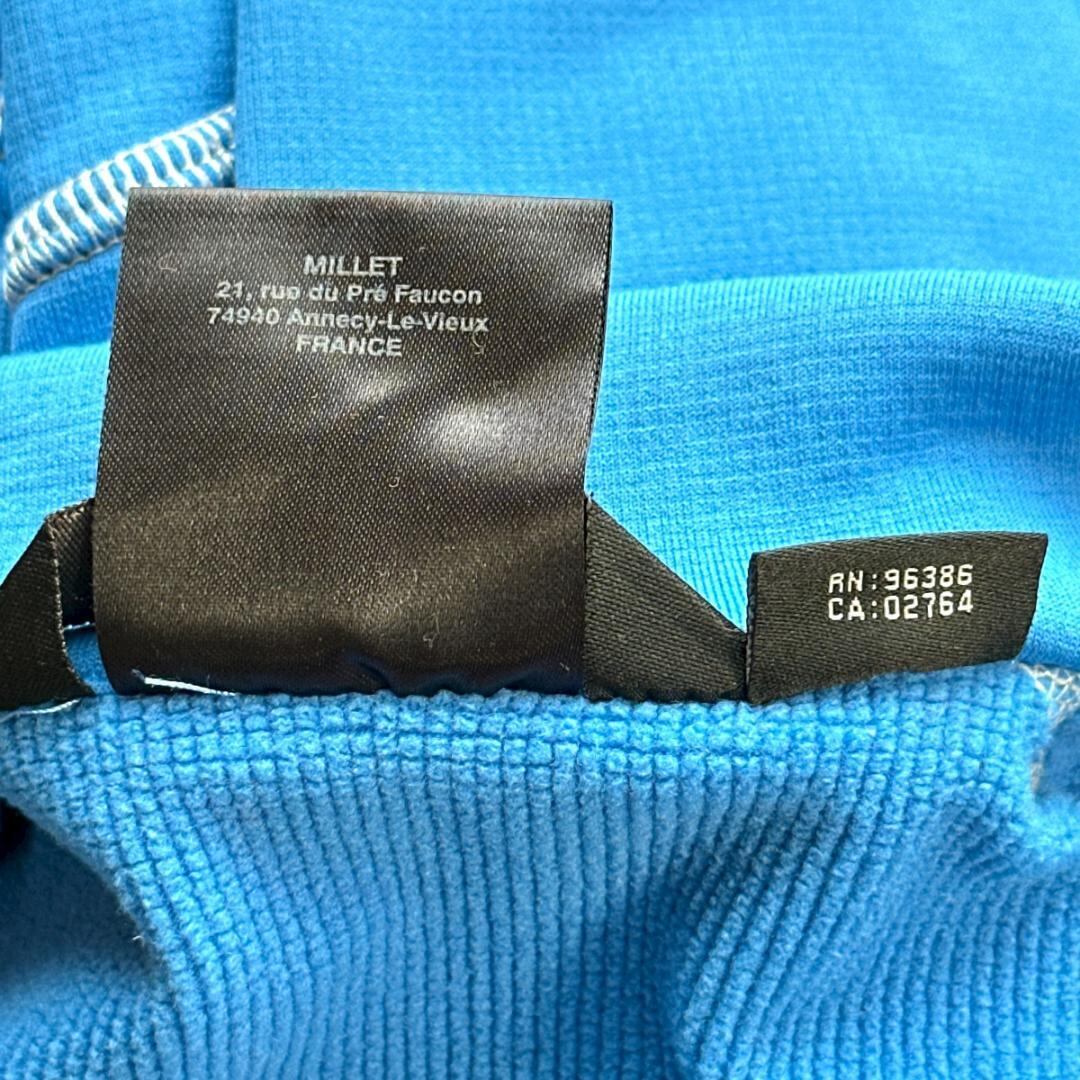 MILLET
21, rue du Pré Faucon
74940 Annecy-Le-Vieux
FRANCE
RN:96386
CA:02764